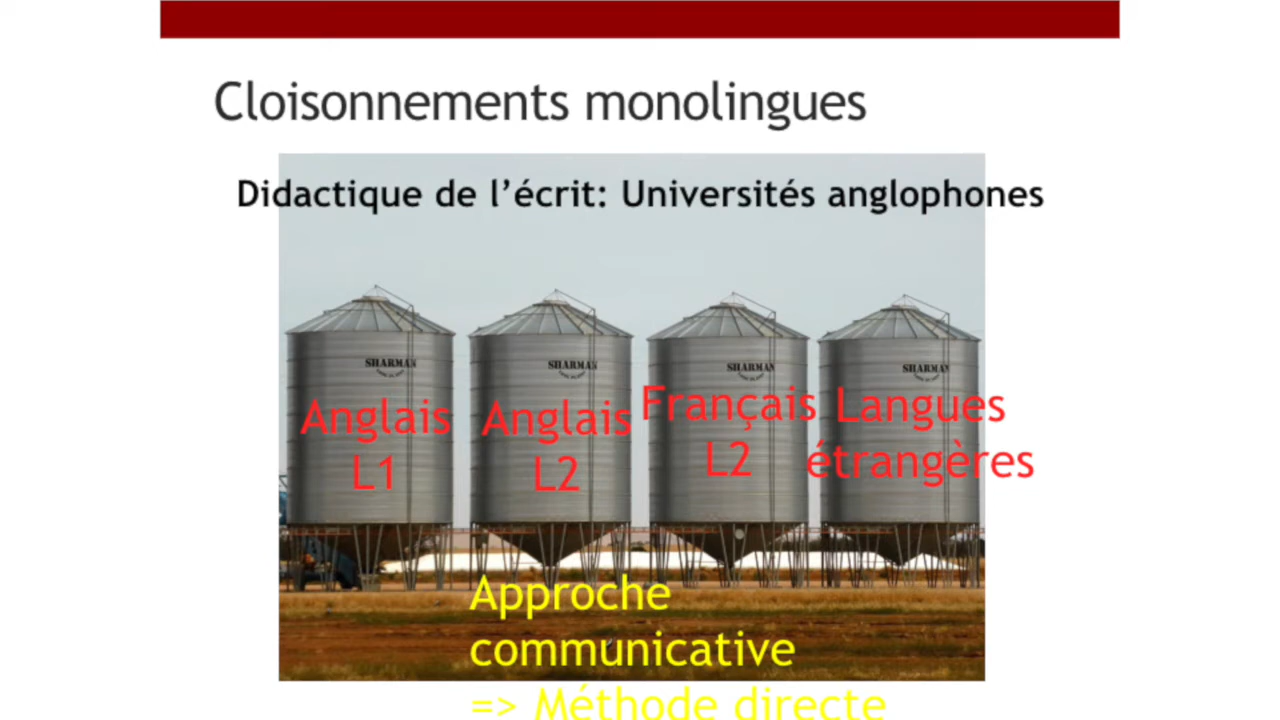 Cloisonnements monolingues
Didactique de l’écrit: Universités anglophones
SHARMAN
SHARMAN
SHARMAN
SHARMAN
Anglais
L1
Anglais
L2
Français
L2
Langues
étrangères
Approche
communicative
=> Méthode directe